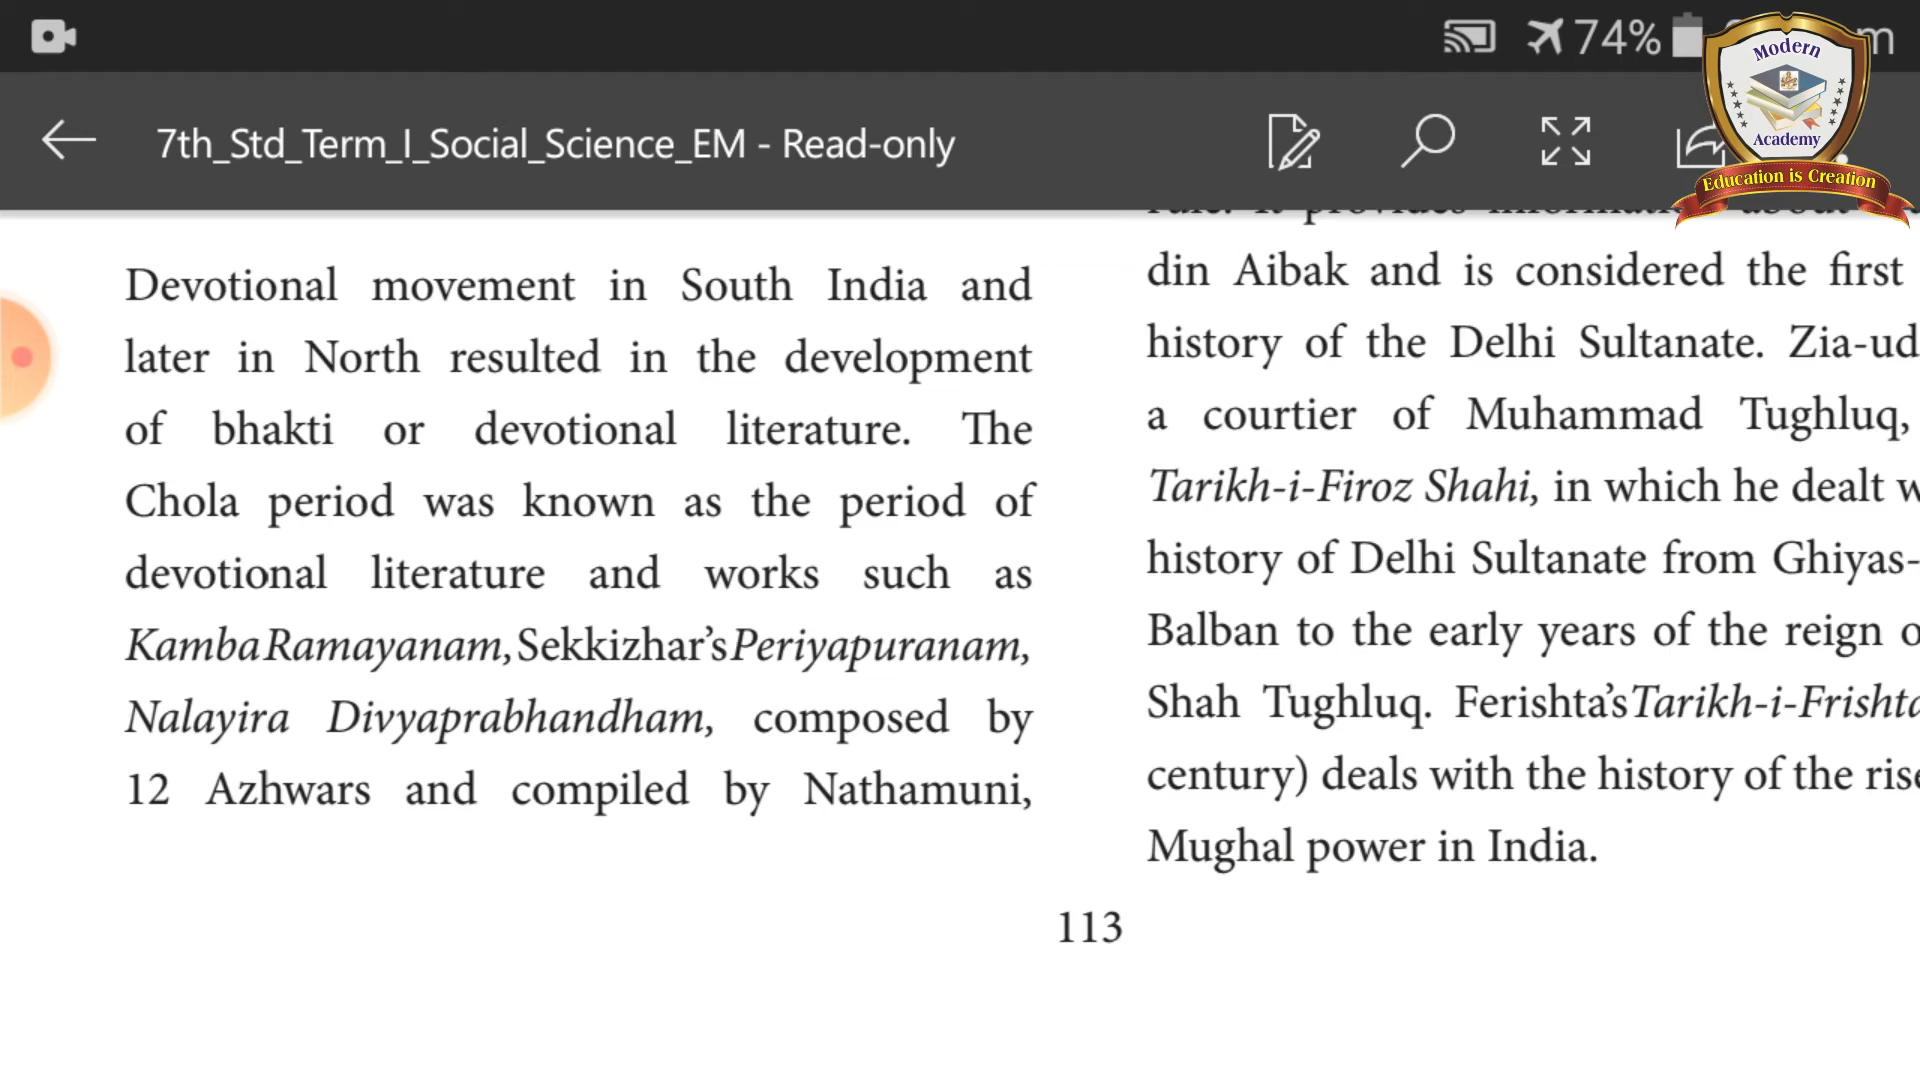 74%
Modern
Academy
Education is Creation
7th_Std_Term_I_Social_Science_EM - Read-only
Devotional movement in South India and
later in North resulted in the development
of bhakti or devotional literature. The
Chola period was known as the period of
devotional literature and works such as
Kamba Ramayanam, Sekkizhar's Periyapuranam,
Nalayira Divyaprabhandham, composed by
12 Azhwars and compiled by Nathamuni,
din Aibak and is considered the first
history of the Delhi Sultanate. Zia-ud
a courtier of Muhammad Tughluq,
Tarikh-i-Firoz Shahi, in which he dealt
history of Delhi Sultanate from Ghiyas-
Balban to the early years of the reign
Shah Tughluq. Ferishta's Tarikh-i-Frishta
century) deals with the history of the
Mughal power in India.
113